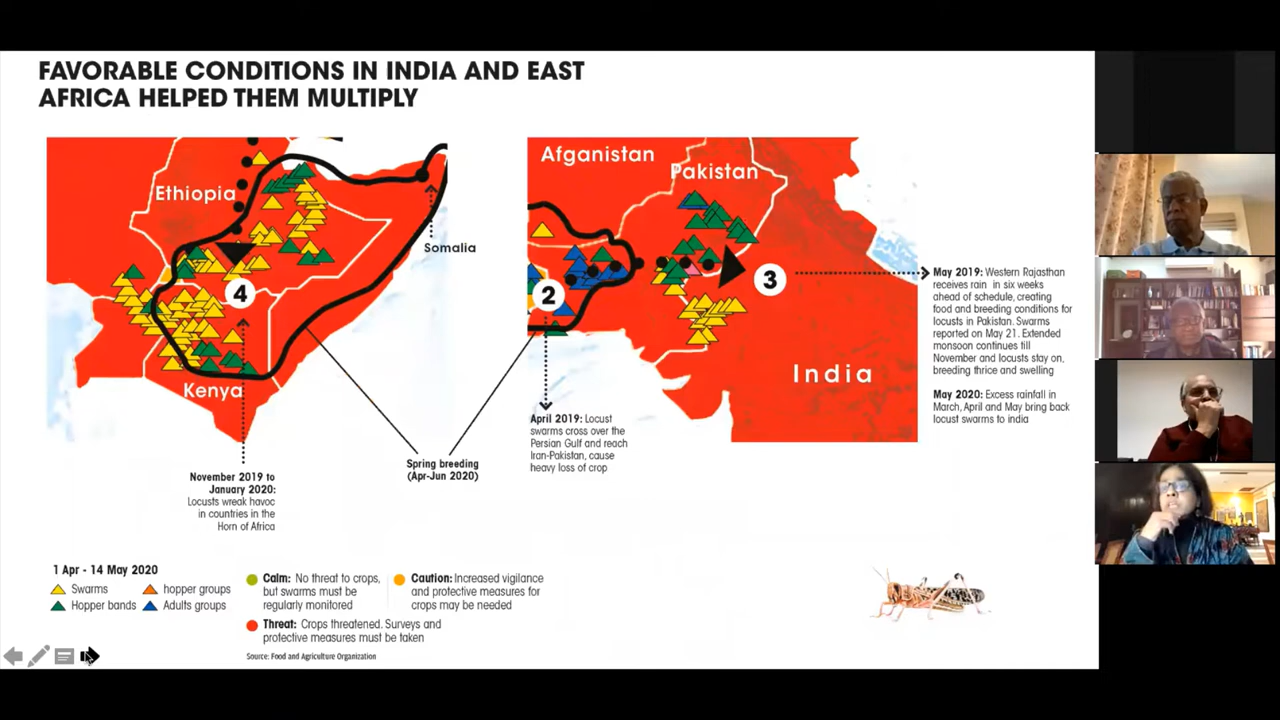 FAVORABLE CONDITIONS IN INDIA AND EAST
AFRICA HELPED THEM MULTIPLY
Ethiopia
Somalia
4
Kenya
Afganistan
Pakistan
2
3
India
May 2019: Western Rajasthan
receives rain in six weeks
ahead of schedule, creating
food and breeding conditions for
locusts in Pakistan. Swarms
reported on May 21. Extended
monsoon continues till
November and locusts stay on,
breeding thrice and swelling
May 2020: Excess rainfall in
March, April and May bring back
locust swarms to india
April 2019: Locust
swarms cross over the
Persian Gulf and reach
Iran-Pakistan, cause
heavy loss of crop
Spring breeding
(Apr-Jun 2020)
November 2019 to
January 2020:
Locusts wreak havoc
in countries in the
Horn of Africa
1 Apr - 14 May 2020
Swarms
hopper groups
Hopper bands
Adults groups
Calm: No threat to crops,
but swarms must be
regularly monitored
Caution: Increased vigilance
and protective measures for
crops may be needed
Threat: Crops threatened. Surveys and
protective measures must be taken
Source: Food and Agriculture Organization